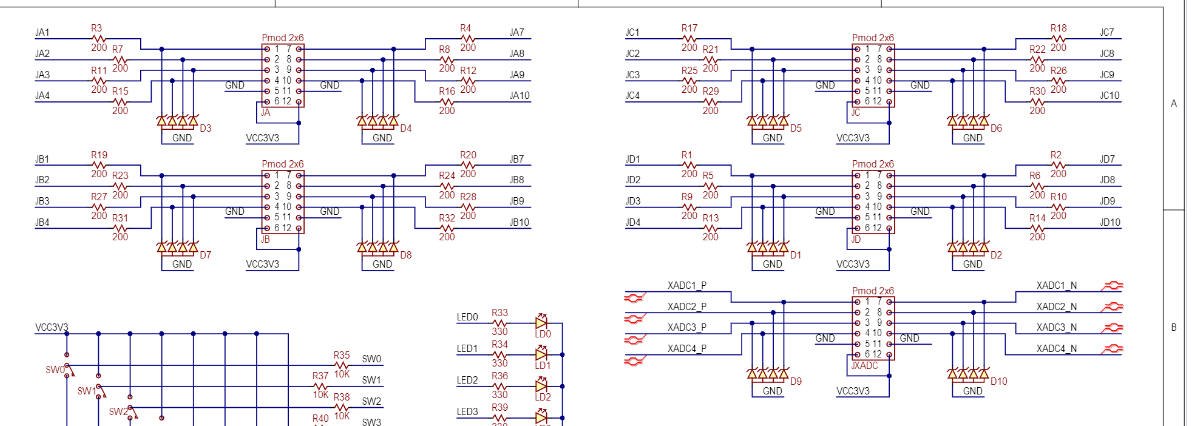 JA1 R3 200 Pmod 2x6 R4 200 JA7
JA2 R7 200 1 7 R8 200 JA8
JA3 R11 200 2 8 R12 200 JA9
JA4 R15 200 3 9 R16 200 JA10
GND 4 10 GND
5 11
6 12
D3 JA D4
GND VCC3V3 GND
JC1 R17 200 Pmod 2x6 R18 200 JC7
JC2 R21 200 1 7 R22 200 JC8
JC3 R25 200 2 8 R26 200 JC9
JC4 R29 200 3 9 R30 200 JC10
GND 4 10 GND
5 11
6 12
D5 JC D6
GND VCC3V3 GND
A
JB1 R19 200 Pmod 2x6 R20 200 JB7
JB2 R23 200 1 7 R24 200 JB8
JB3 R27 200 2 8 R28 200 JB9
JB4 R31 200 3 9 R32 200 JB10
GND 4 10 GND
5 11
6 12
D7 JB D8
GND VCC3V3 GND
JD1 R1 200 Pmod 2x6 R2 200 JD7
JD2 R5 200 1 7 R6 200 JD8
JD3 R9 200 2 8 R10 200 JD9
JD4 R13 200 3 9 R14 200 JD10
GND 4 10 GND
5 11
6 12
D1 JD D2
GND VCC3V3 GND
XADC1_P Pmod 2x6 XADC1_N
XADC2_P 1 7 XADC2_N
XADC3_P 2 8 XADC3_N
XADC4_P 3 9 XADC4_N
GND 4 10 GND
5 11
6 12
D9 JXADC D10
GND VCC3V3 GND
B
VCC3V3
SW0 R35 10K SW0
SW1 R37 10K SW1
SW2 R38 10K SW2
R40 SW3
LED0 R33 330 LD0
LED1 R34 330 LD1
LED2 R36 330 LD2
LED3 R39